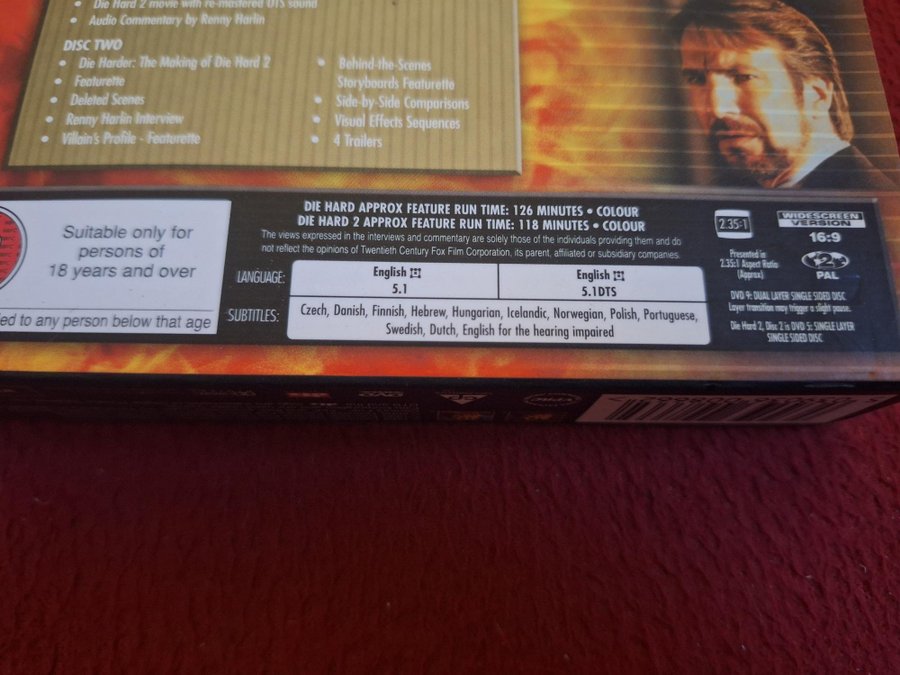 • Die Hard 2 movie with re-mastered DTS sound
• Audio Commentary by Renny Harlin
DISC TWO
• Die Harder: The Making of Die Hard 2
• Featurette
• Deleted Scenes
• Renny Harlin Interview
• Villain's Profile - Featurette
• Behind-the-Scenes
Storyboards Featurette
• Side-by-Side Comparisons
• Visual Effects Sequences
• 4 Trailers
Suitable only for
persons of
18 years and over
to any person below that age
DIE HARD APPROX FEATURE RUN TIME: 126 MINUTES • COLOUR
DIE HARD 2 APPROX FEATURE RUN TIME: 118 MINUTES • COLOUR
The views expressed in the interviews and commentary are solely those of the individuals providing them and do
not reflect the opinions of Twentieth Century Fox Film Corporation, its parent, affiliated or subsidiary companies.
LANGUAGE:
English
5.1
English
5.1DTS
SUBTITLES:
Czech, Danish, Finnish, Hebrew, Hungarian, Icelandic, Norwegian, Polish, Portuguese,
Swedish, Dutch, English for the hearing impaired
2.35:1
Presented in
2.35:1 Aspect Ratio
(Approx)
WIDESCREEN
VERSION
16:9
2
PAL
DVD 9: DUAL LAYER SINGLE SIDED DISC
Layer transition may trigger a slight pause.
Die Hard 2, Disc 2 is DVD 5: SINGLE LAYER
SINGLE SIDED DISC